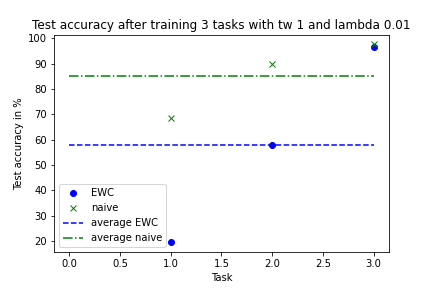 Test accuracy after training 3 tasks with tw 1 and lambda 0.01
100
90
80
70
60
50
40
30
20
Test accuracy in %
EWC
naive
average EWC
average naive
0.0 0.5 1.0 1.5 2.0 2.5 3.0
Task